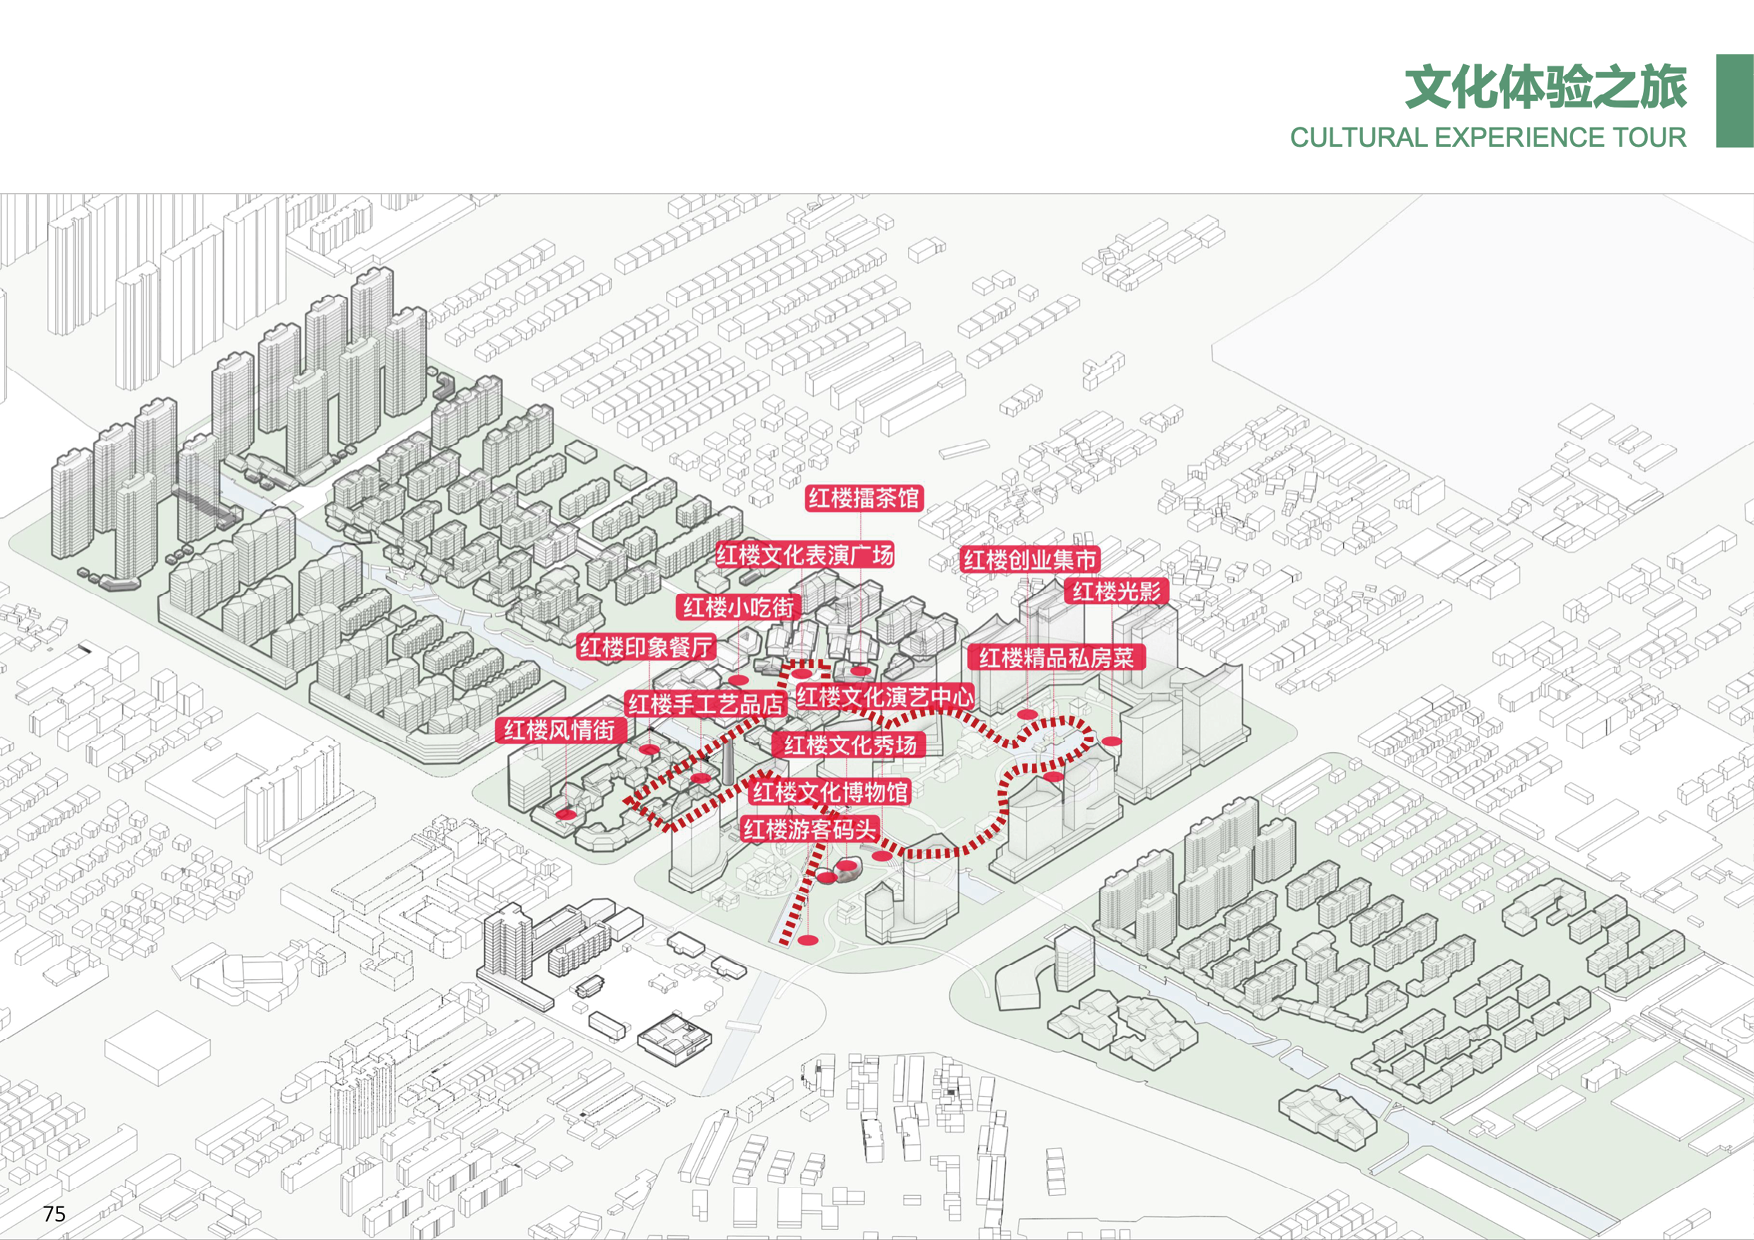 文化体验之旅
CULTURAL EXPERIENCE TOUR
红楼擂茶馆
红楼文化表演广场
红楼创业集市
红楼光影
红楼小吃街
红楼印象餐厅
红楼精品私房菜
红楼文化演艺中心
红楼手工艺品店
红楼风情街
红楼文化秀场
红楼文化博物馆
红楼游客码头
75